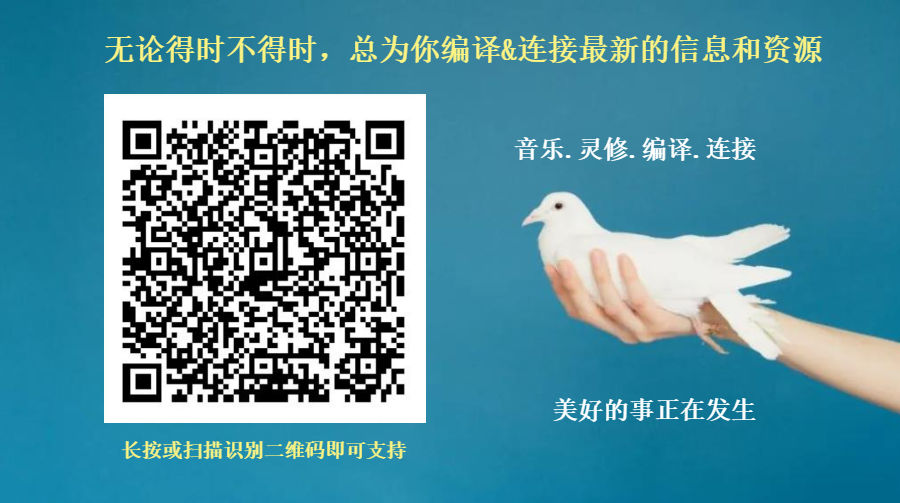 无论得时不得时，总为你编译&连接最新的信息和资源
音乐.灵修.编译.连接
美好的事正在发生
长按或扫描识别二维码即可支持